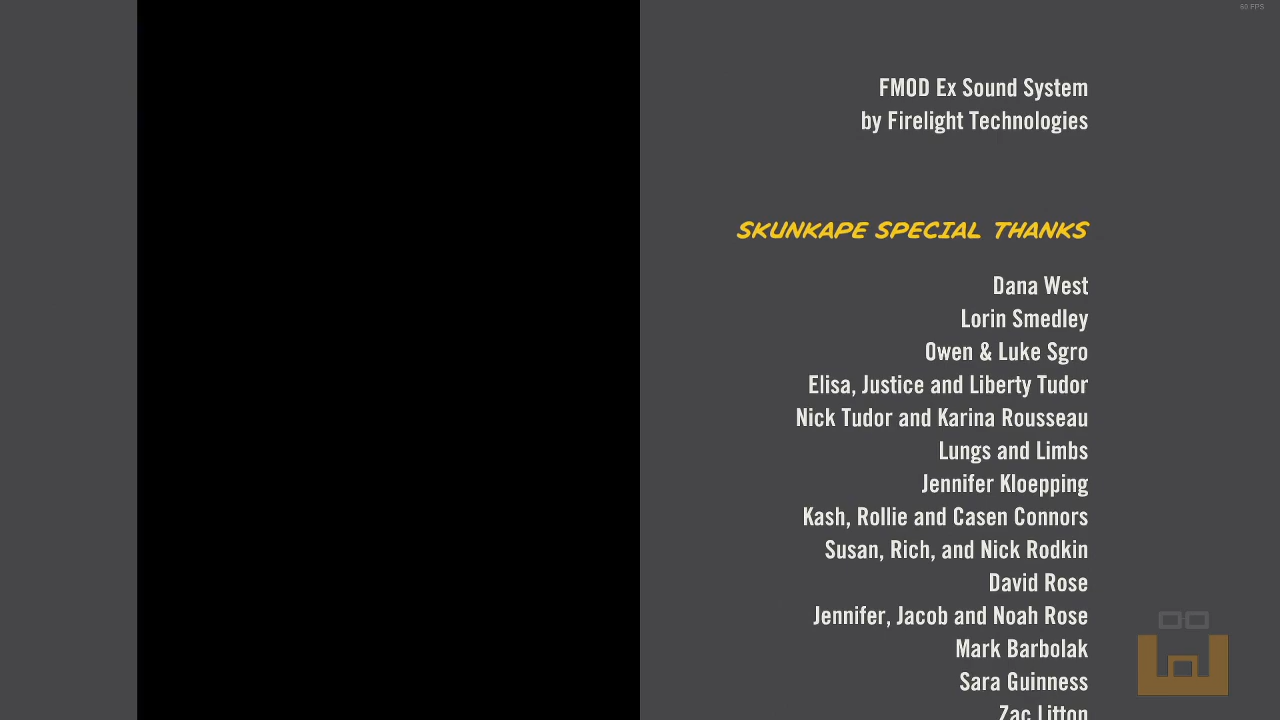 63 FPS
FMOD Ex Sound System
by Firelight Technologies
SKUNKAPE SPECIAL THANKS
Dana West
Lorin Smedley
Owen & Luke Sgro
Elisa, Justice and Liberty Tudor
Nick Tudor and Karina Rousseau
Lungs and Limbs
Jennifer Kloepping
Kash, Rollie and Casen Connors
Susan, Rich, and Nick Rodkin
David Rose
Jennifer, Jacob and Noah Rose
Mark Barbolak
Sara Guinness
Zac Litton